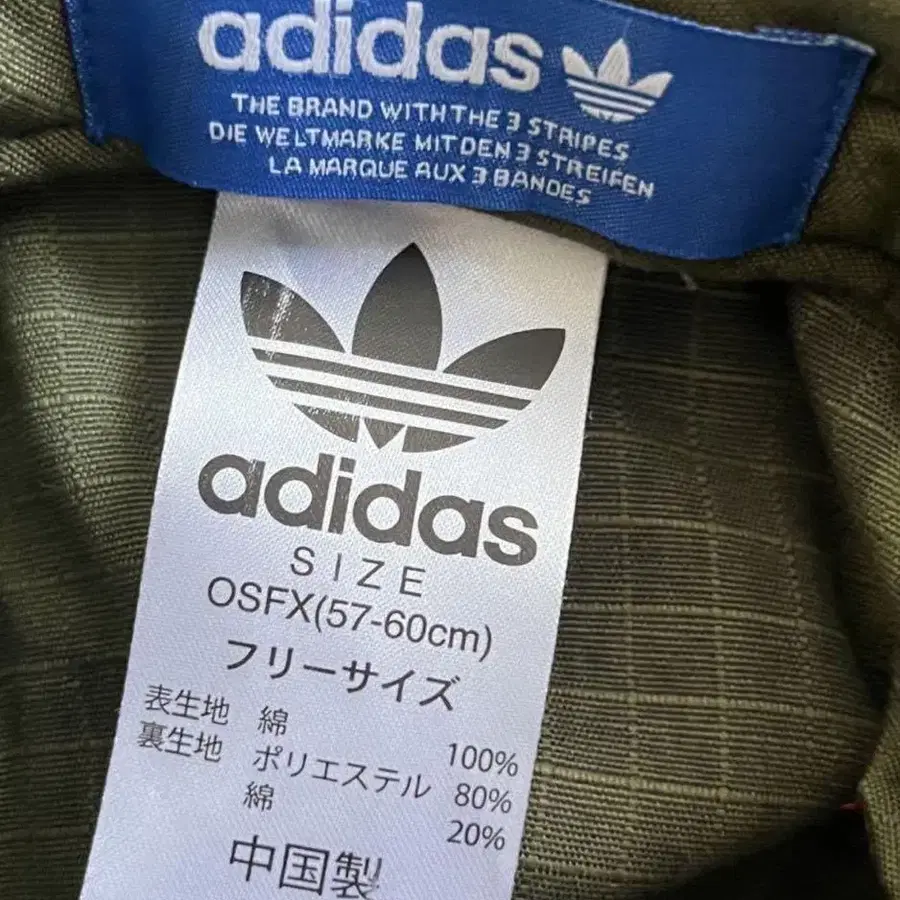 adidas
THE BRAND WITH THE 3 STRIPES
DIE WELTMARKE MIT DEN 3 STREIFEN
LA MARQUE AUX 3 BANDES
adidas
SIZE
OSFX(57-60cm)
フリーサイズ
表生地 綿 100%
裏生地 ポリエステル 80%
綿 20%
中国製